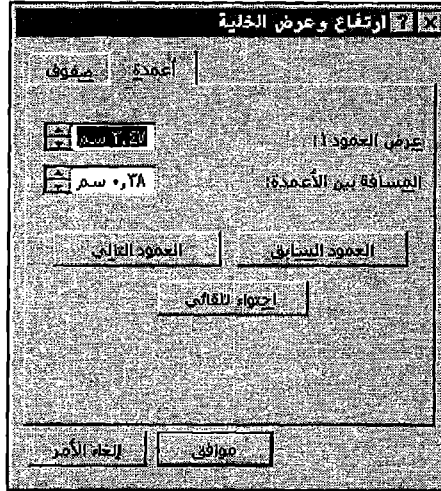 ارتفاع وعرض الخلية
أعمدة صفوف
عرض العمود ١: ٣,٤٧ سم
المسافة بين الأعمدة: ٠,٣٨ سم
العمود السابق العمود التالي
احتواء تلقائي
موافق إلغاء الأمر